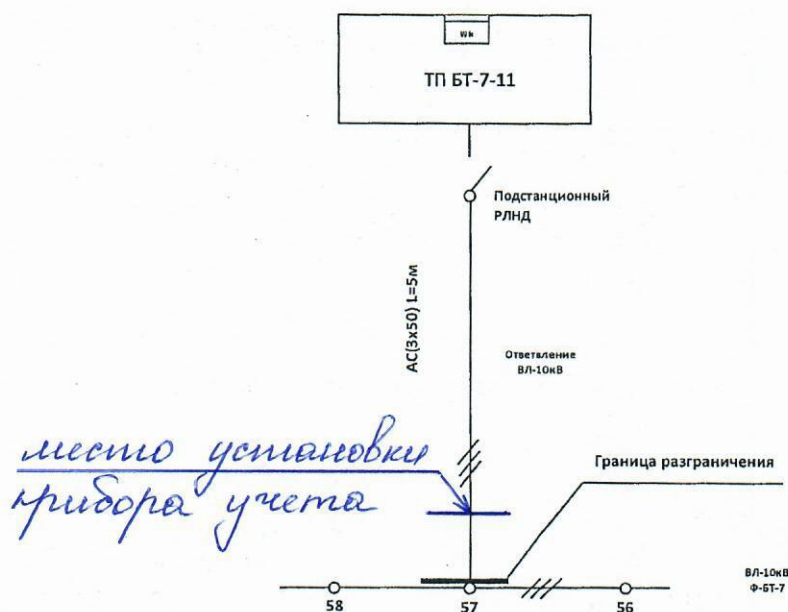 Wh
ТП БТ-7-11
Подстанционный
РЛНД
АС(3х50) L=5м
Ответвление
ВЛ-10кВ
место установки
прибора учета
Граница разграничения
ВЛ-10кВ
Ф-БТ-7
58
57
56